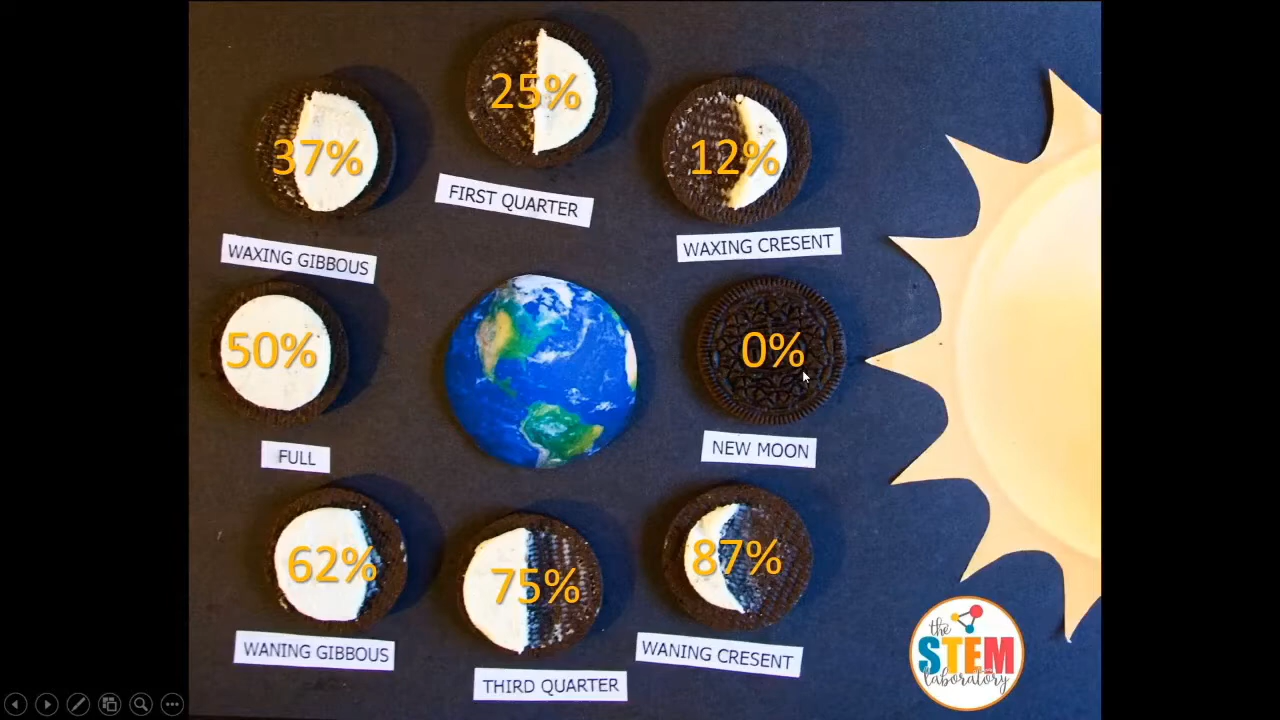 25%
37%
12%
FIRST QUARTER
WAXING GIBBOUS
WAXING CRESENT
50%
0%
FULL
NEW MOON
62%
75%
87%
WANING GIBBOUS
WANING CRESENT
THIRD QUARTER
the
STEM
laboratory